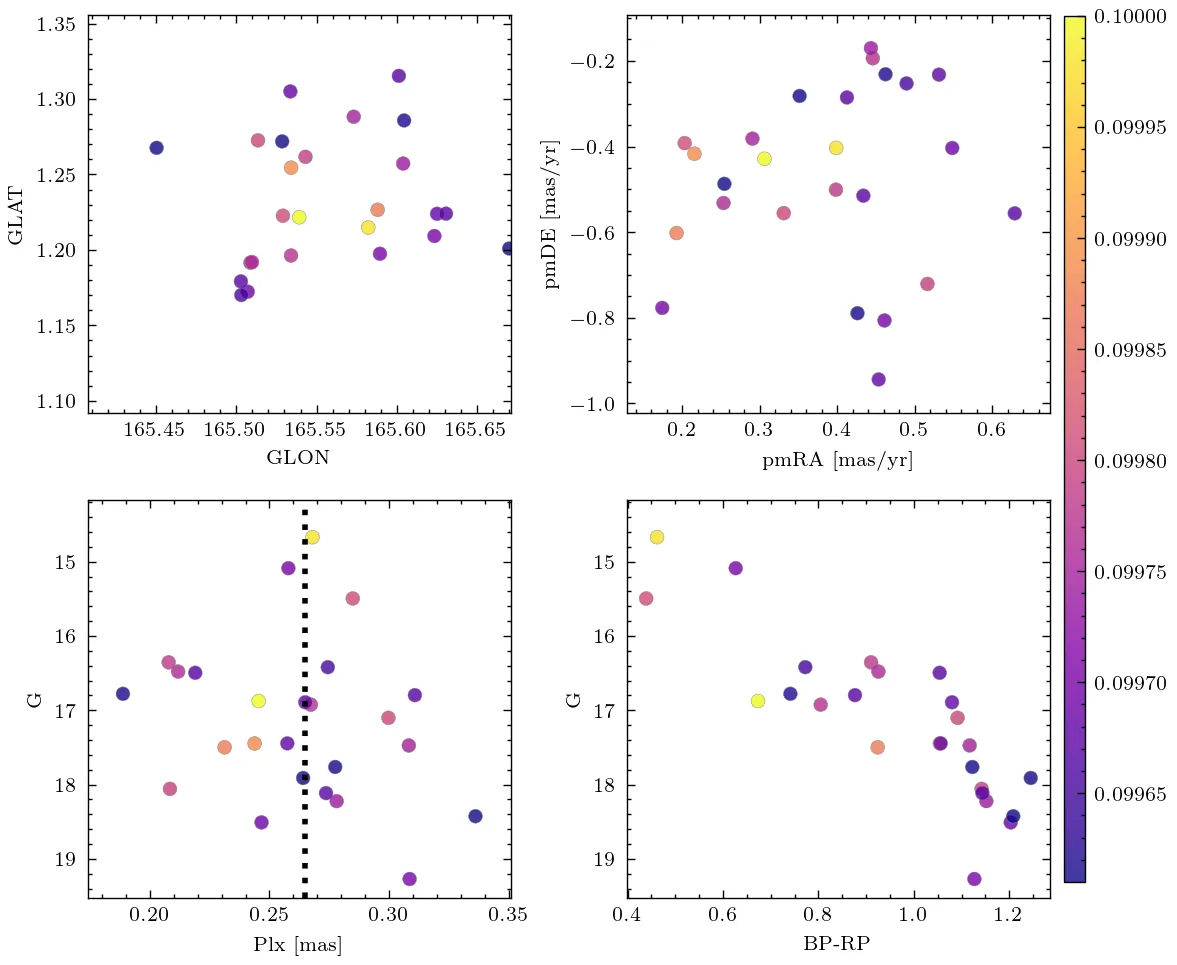 1.35
1.30
1.25
1.20
1.15
1.10
GLAT
165.45 165.50 165.55 165.60 165.65
GLON
−0.2
−0.4
−0.6
−0.8
−1.0
pmDE [mas/yr]
0.2 0.3 0.4 0.5 0.6
pmRA [mas/yr]
15
16
17
18
19
G
0.20 0.25 0.30 0.35
Plx [mas]
15
16
17
18
19
G
0.4 0.6 0.8 1.0 1.2
BP-RP
0.10000
0.09995
0.09990
0.09985
0.09980
0.09975
0.09970
0.09965